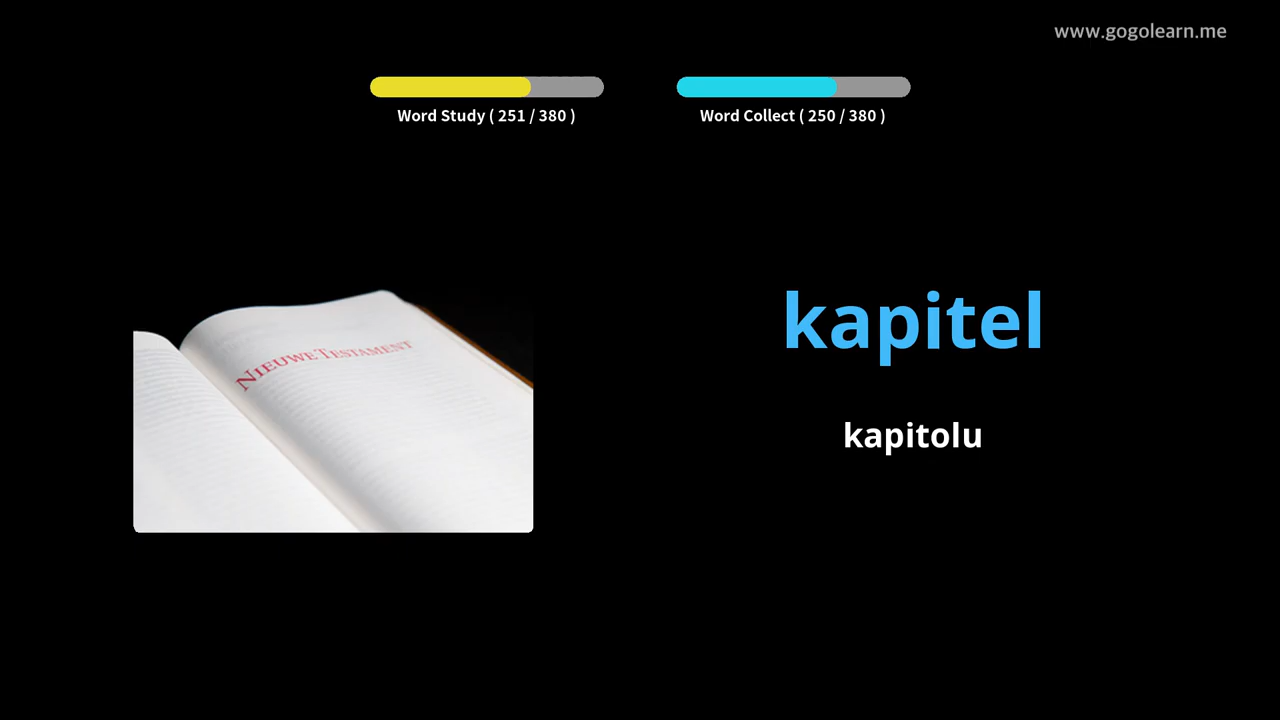 www.gogolearn.me
Word Study ( 251 / 380 )
Word Collect ( 250 / 380 )
NIEUWE TESTAMENT
kapitel
kapitolu